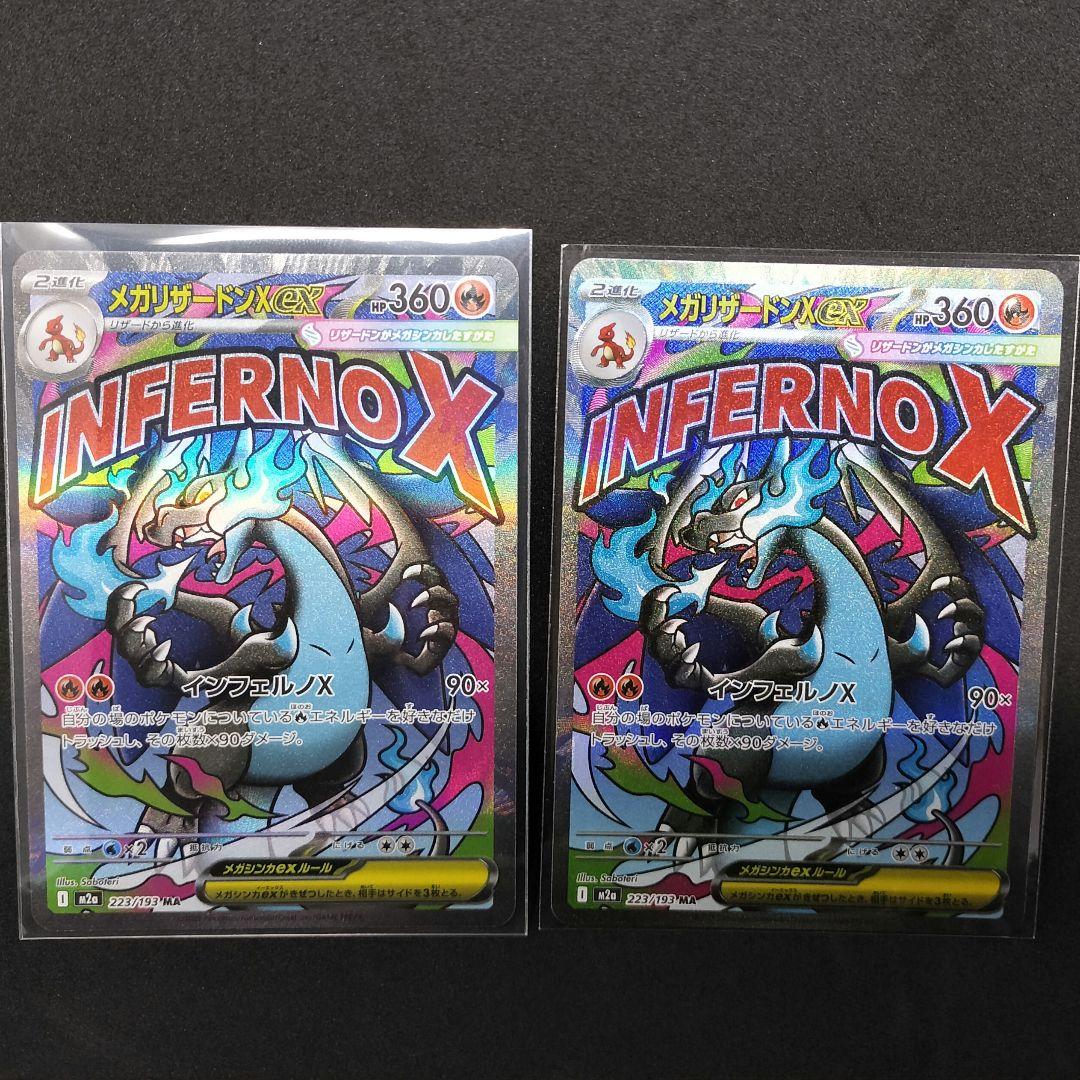 2進化
メガリザードンXex
HP360
リザードから進化
リザードンがメガシンカしたすがた
INFERNO X
インフェルノX 90×
自分の場のポケモンについている エネルギーを好きなだけ
トラッシュし、その枚数×90ダメージ。
弱点 ×2 抵抗力 にげる
メガシンカexルール
メガシンカexがきぜつしたとき、相手はサイドを3枚とる。
Illus. Saboteri
I m2a 223/193 MA
2進化
メガリザードンXex
HP360
リザードから進化
リザードンがメガシンカしたすがた
INFERNO X
インフェルノX 90×
自分の場のポケモンについている エネルギーを好きなだけ
トラッシュし、その枚数×90ダメージ。
弱点 ×2 抵抗力 にげる
メガシンカexルール
メガシンカexがきぜつしたとき、相手はサイドを3枚とる。
Illus. Saboteri
I m2a 223/193 MA